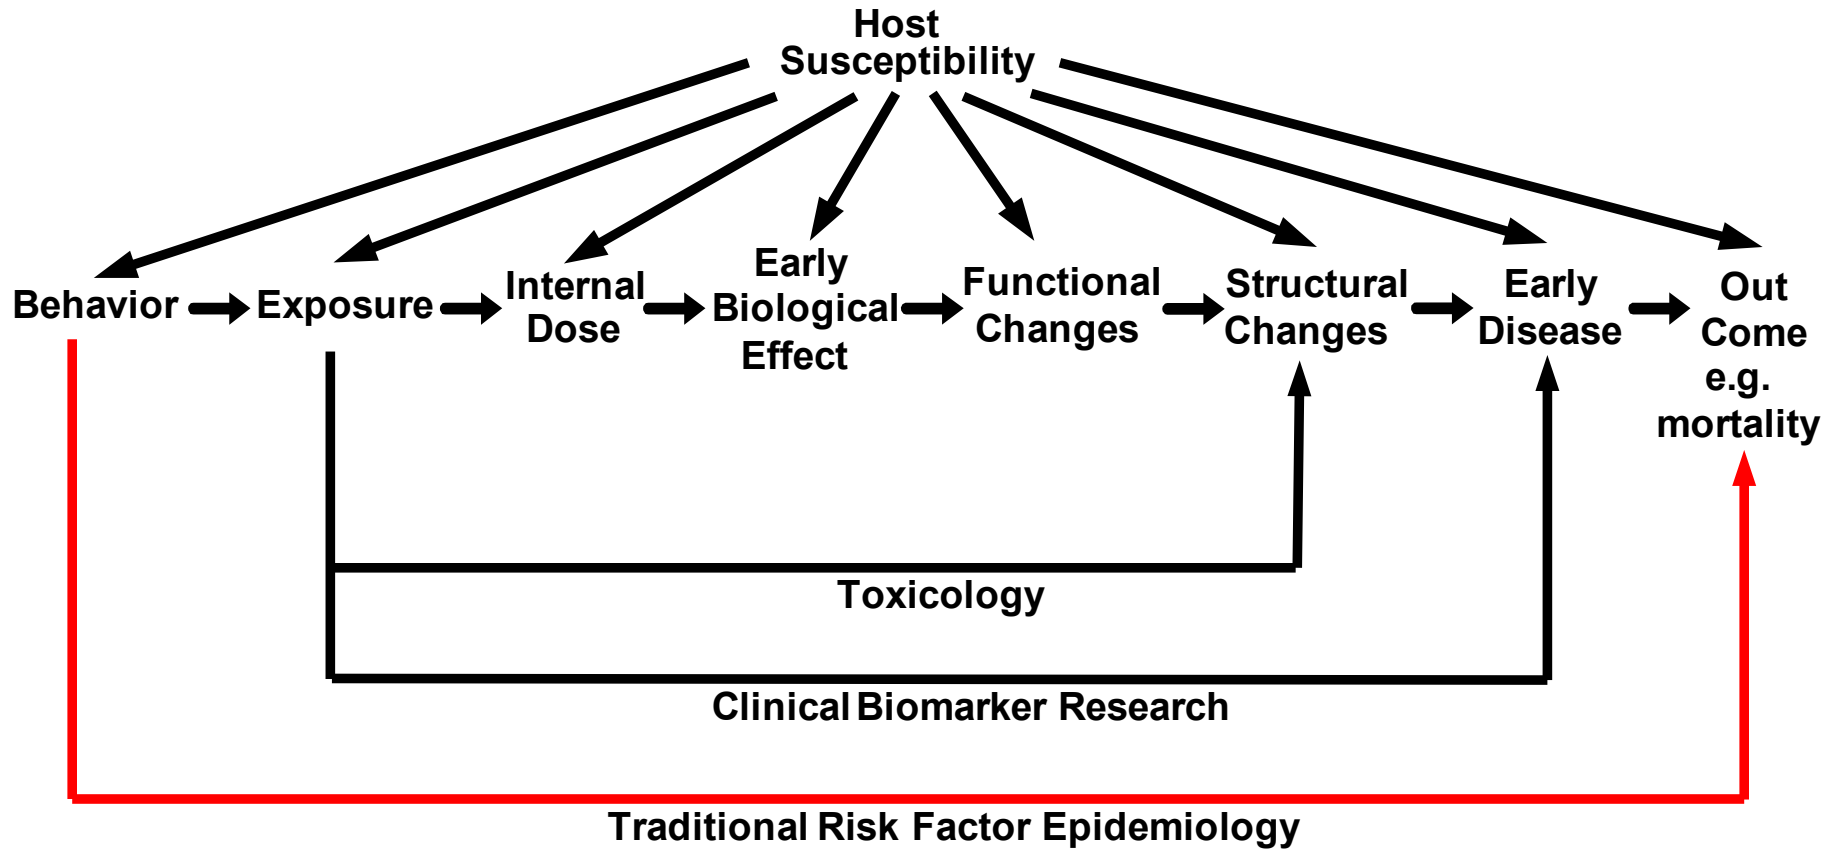 Host
Susceptibility
Behavior
Exposure
Internal
Dose
Early
Biological
Effect
Functional
Changes
Structural
Changes
Early
Disease
Out
Come
e.g.
mortality
Toxicology
Clinical Biomarker Research
Traditional Risk Factor Epidemiology